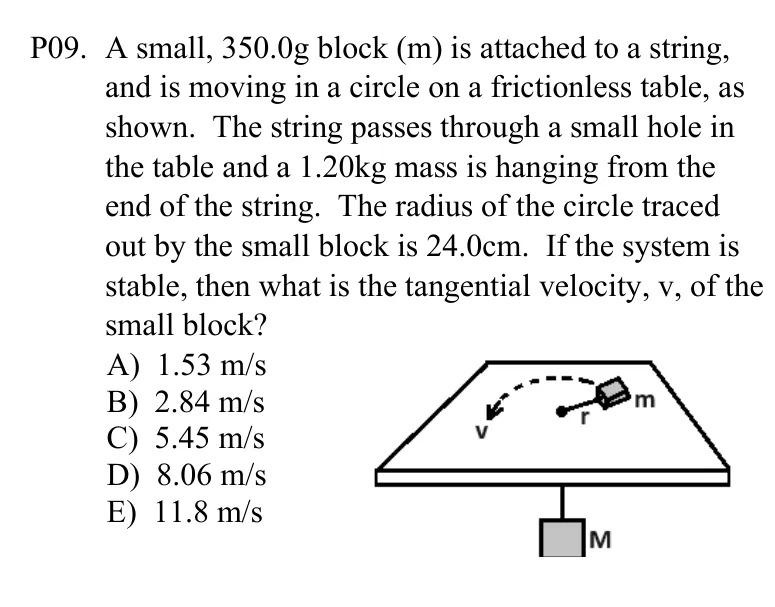 P09. A small, 350.0g block (m) is attached to a string,
and is moving in a circle on a frictionless table, as
shown. The string passes through a small hole in
the table and a 1.20kg mass is hanging from the
end of the string. The radius of the circle traced
out by the small block is 24.0cm. If the system is
stable, then what is the tangential velocity, v, of the
small block?
A) 1.53 m/s
B) 2.84 m/s
C) 5.45 m/s
D) 8.06 m/s
E) 11.8 m/s
m
r
v
M